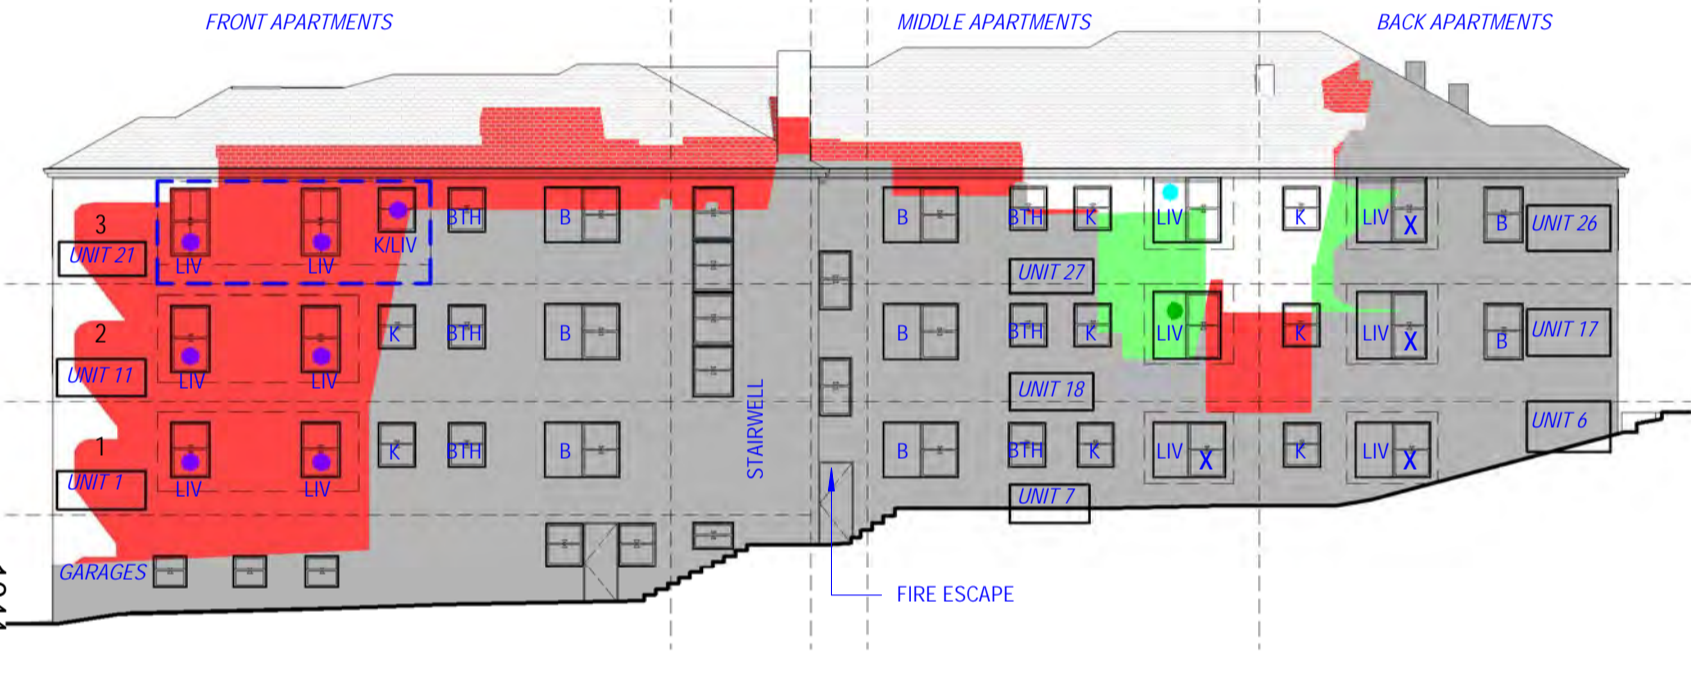 FRONT APARTMENTS
MIDDLE APARTMENTS
BACK APARTMENTS
3
UNIT 21
LIV
LIV
K/LIV
BTH
B
B
BTH
K
LIV
K
LIV
X
B
UNIT 26
UNIT 27
2
UNIT 11
LIV
LIV
K
BTH
B
B
BTH
K
LIV
K
LIV
X
B
UNIT 17
UNIT 18
STAIRWELL
1
UNIT 1
LIV
LIV
K
BTH
B
B
BTH
K
LIV
X
K
LIV
X
UNIT 6
UNIT 7
GARAGES
FIRE ESCAPE